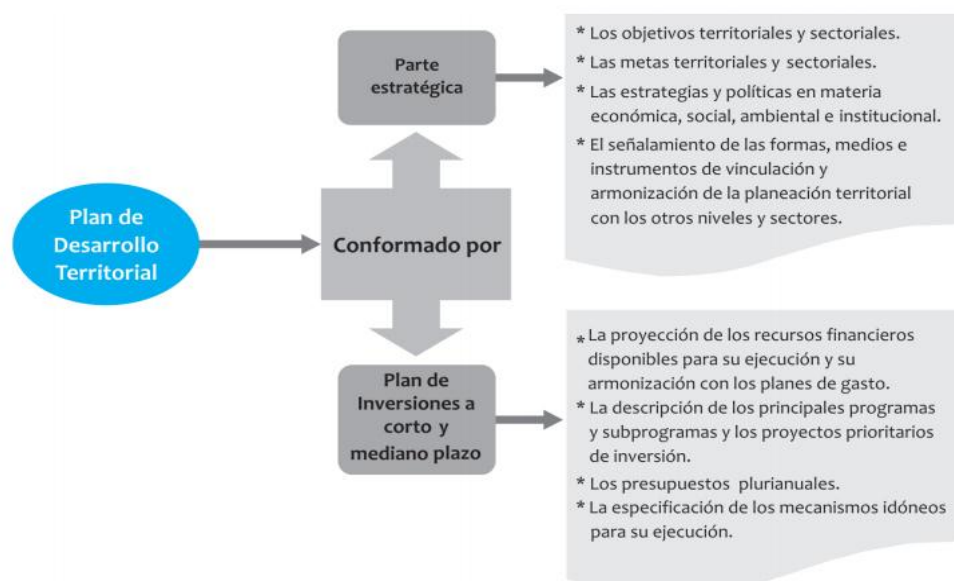 Plan de
Desarrollo
Territorial
Conformado por
Parte
estratégica
* Los objetivos territoriales y sectoriales.
* Las metas territoriales y sectoriales.
* Las estrategias y políticas en materia
económica, social, ambiental e institucional.
* El señalamiento de las formas, medios e
instrumentos de vinculación y
armonización de la planeación territorial
con los otros niveles y sectores.
Plan de
Inversiones a
corto y
mediano plazo
* La proyección de los recursos financieros
disponibles para su ejecución y su
armonización con los planes de gasto.
* La descripción de los principales programas
y subprogramas y los proyectos prioritarios
de inversión.
* Los presupuestos plurianuales.
* La especificación de los mecanismos idóneos
para su ejecución.